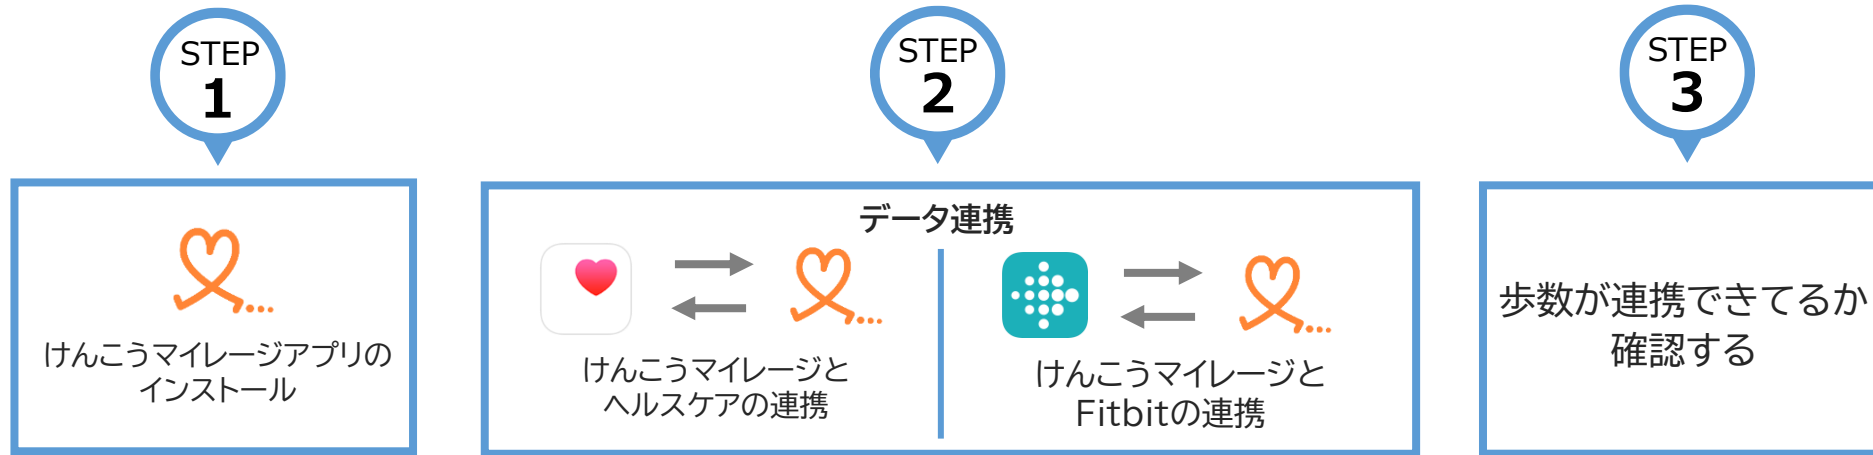 STEP
1
けんこうマイレージアプリの
インストール
STEP
2
データ連携
けんこうマイレージと
ヘルスケアの連携
けんこうマイレージと
Fitbitの連携
STEP
3
歩数が連携できてるか
確認する